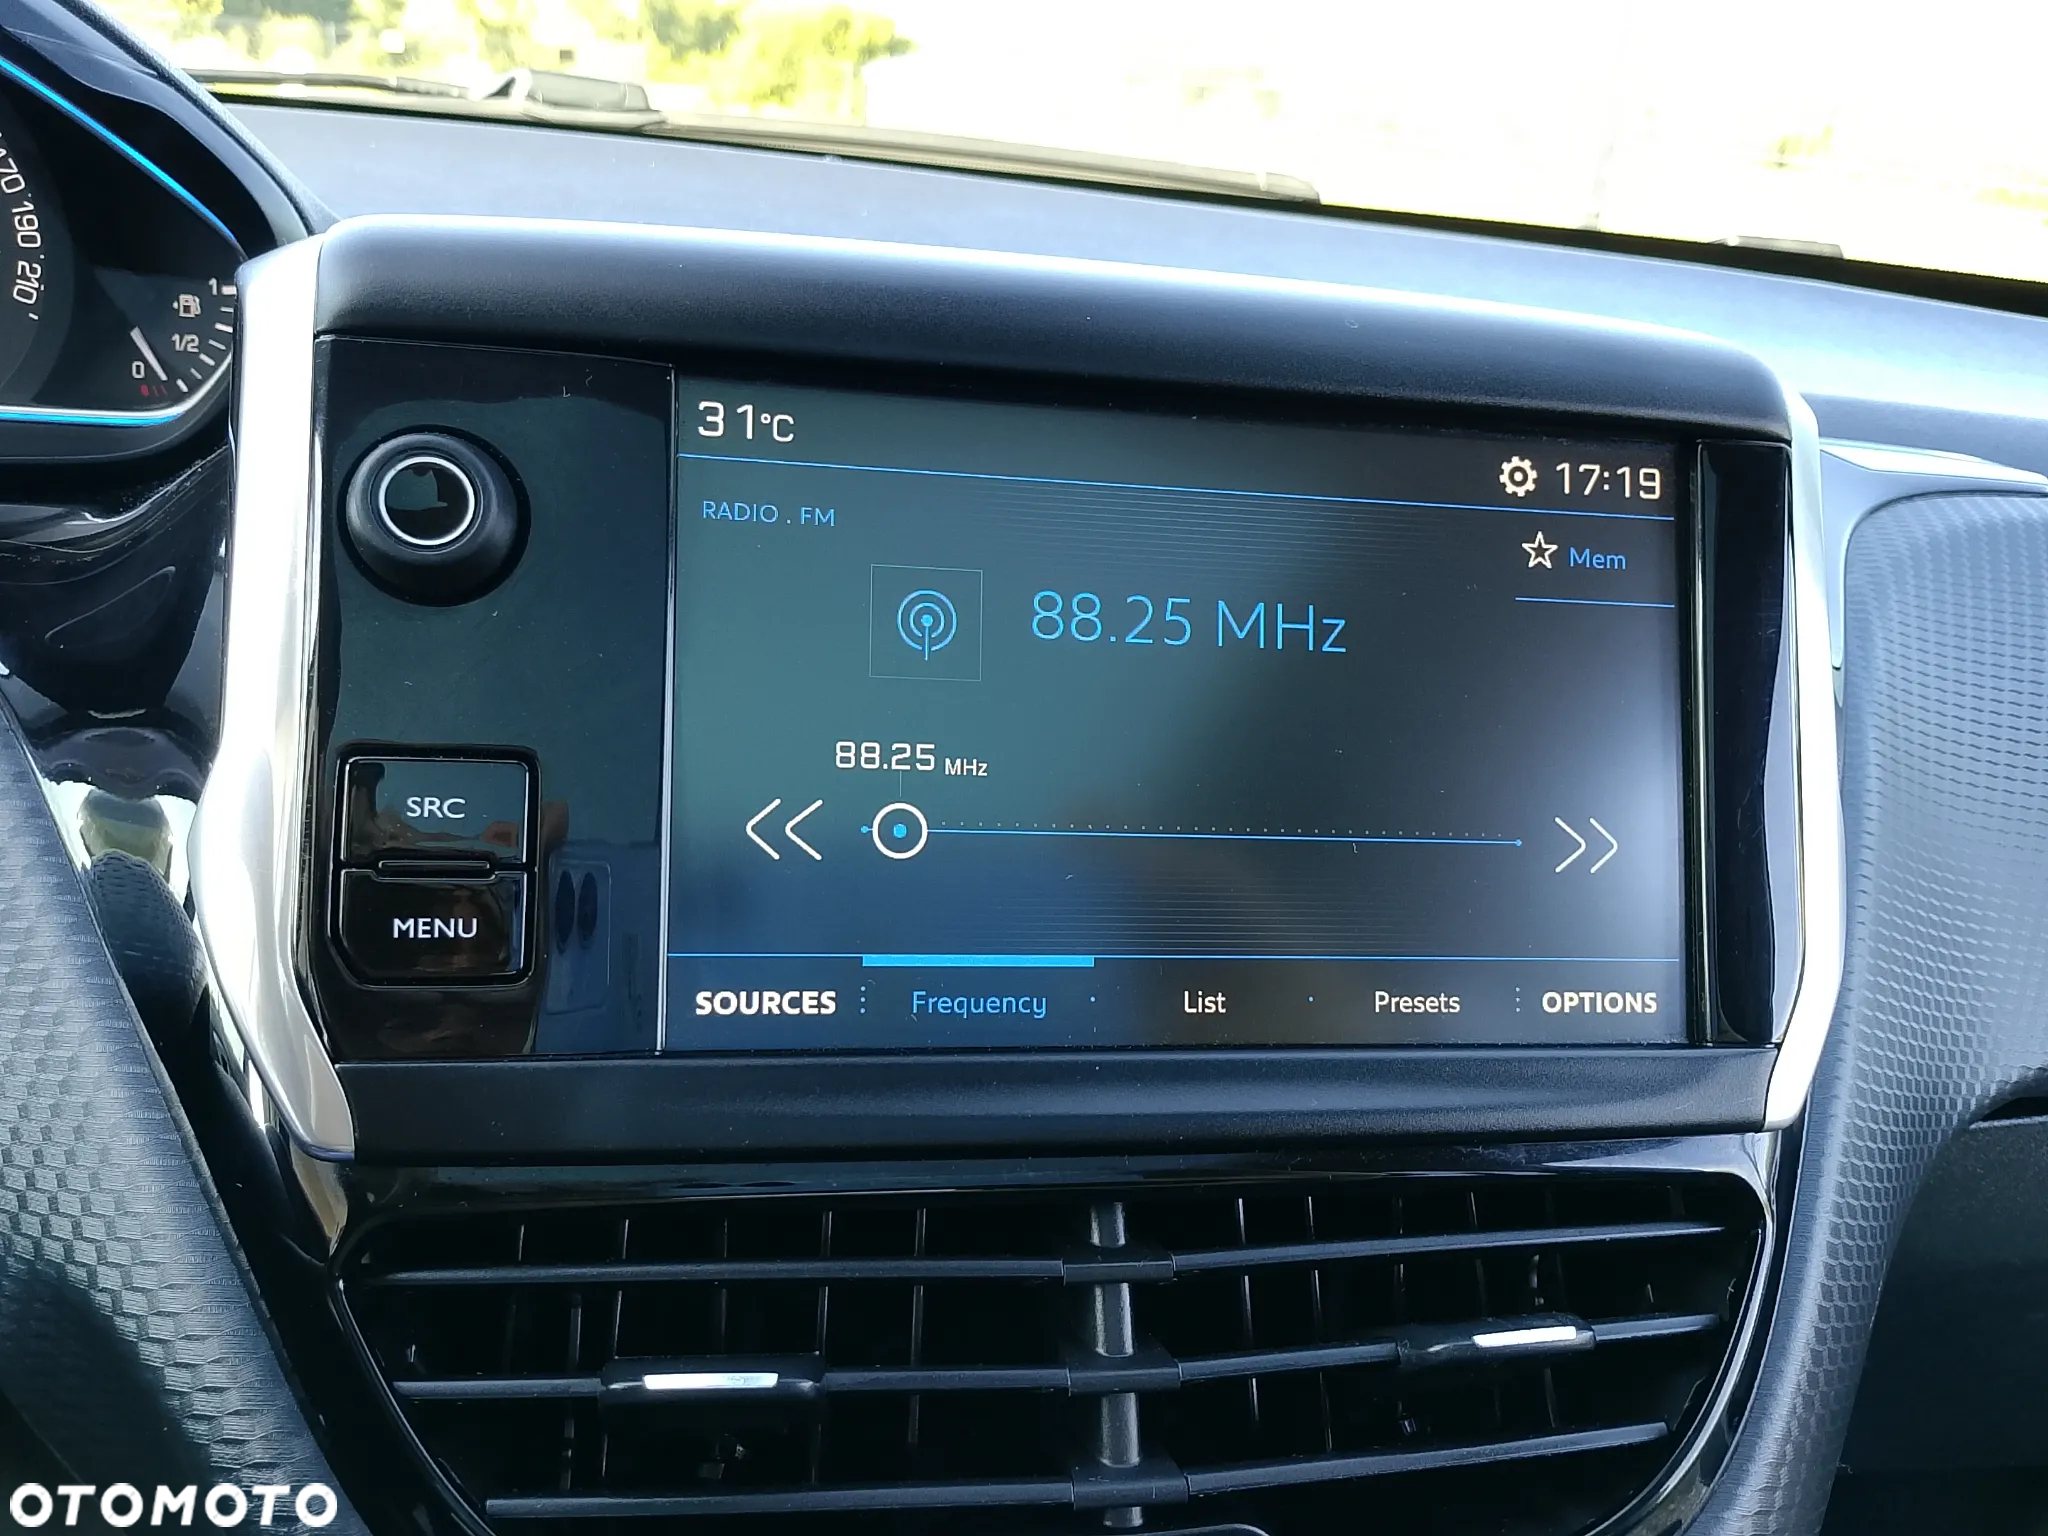 170
190
210
1
1/2
0
31°C
17:19
RADIO . FM
Mem
88.25 MHz
88.25 MHz
SRC
MENU
SOURCES
Frequency
List
Presets
OPTIONS
OTOMOTO